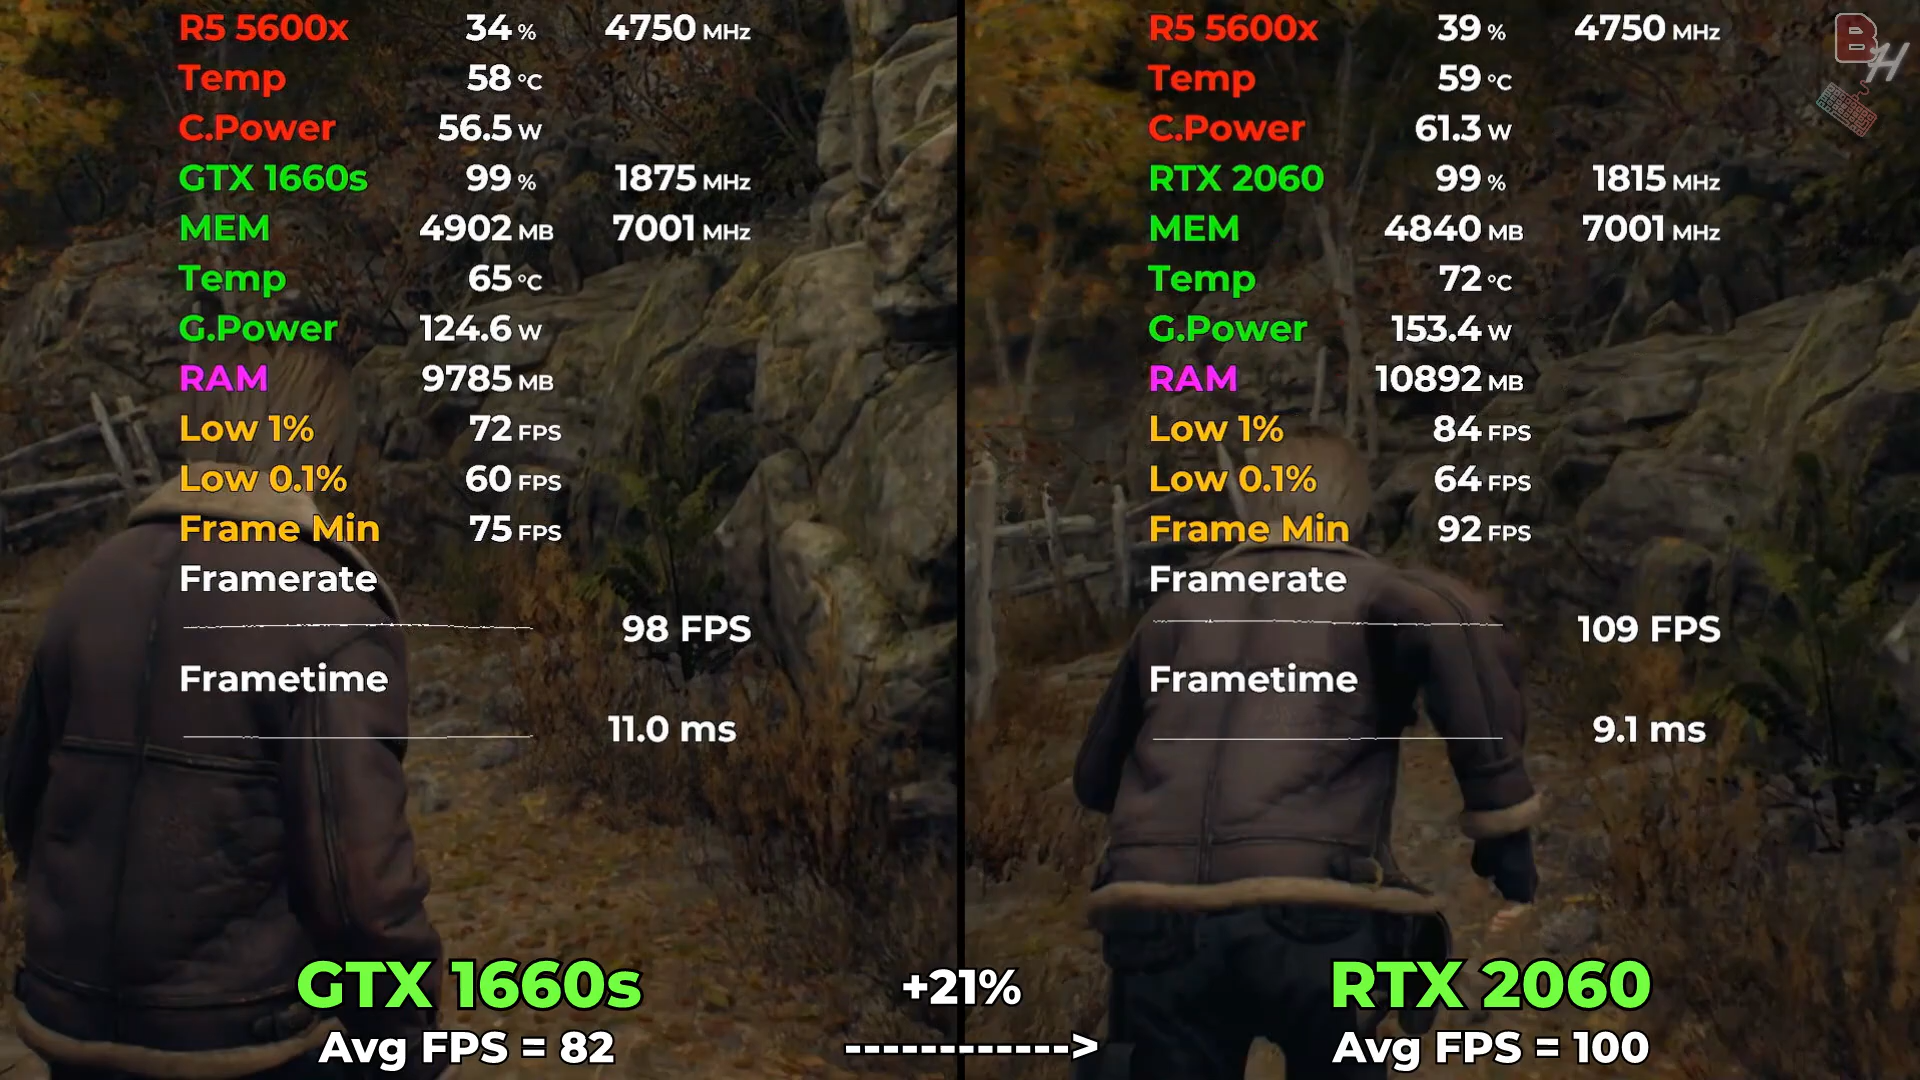 R5 5600x 34 % 4750 MHz
Temp 58 °C
C.Power 56.5 W
GTX 1660s 99 % 1875 MHz
MEM 4902 MB 7001 MHz
Temp 65 °C
G.Power 124.6 W
RAM 9785 MB
Low 1% 72 FPS
Low 0.1% 60 FPS
Frame Min 75 FPS
Framerate
98 FPS
Frametime
11.0 ms
GTX 1660s
Avg FPS = 82
+21%
------------>
R5 5600x 39 % 4750 MHz
Temp 59 °C
C.Power 61.3 W
RTX 2060 99 % 1815 MHz
MEM 4840 MB 7001 MHz
Temp 72 °C
G.Power 153.4 W
RAM 10892 MB
Low 1% 84 FPS
Low 0.1% 64 FPS
Frame Min 92 FPS
Framerate
109 FPS
Frametime
9.1 ms
RTX 2060
Avg FPS = 100
BH